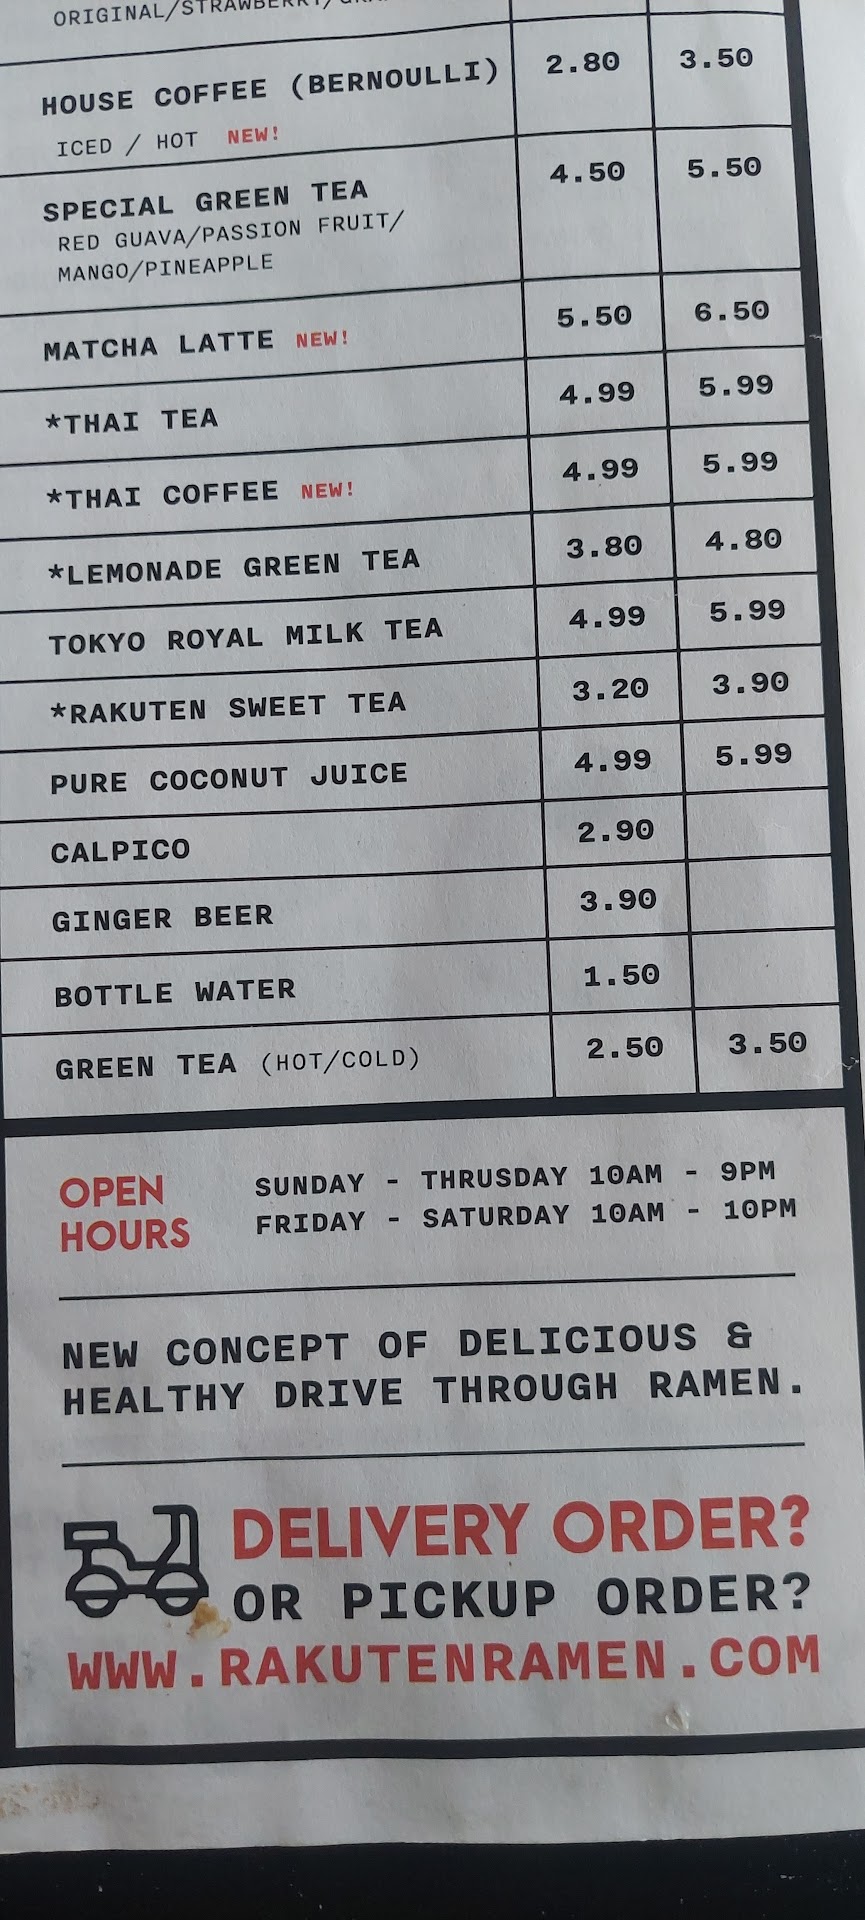 ORIGINAL/STRAWBERRY/
HOUSE COFFEE (BERNOULLI) 2.80 3.50
ICED / HOT NEW!
SPECIAL GREEN TEA 4.50 5.50
RED GUAVA/PASSION FRUIT/
MANGO/PINEAPPLE
MATCHA LATTE NEW! 5.50 6.50
*THAI TEA 4.99 5.99
*THAI COFFEE NEW! 4.99 5.99
*LEMONADE GREEN TEA 3.80 4.80
TOKYO ROYAL MILK TEA 4.99 5.99
*RAKUTEN SWEET TEA 3.20 3.90
PURE COCONUT JUICE 4.99 5.99
CALPICO 2.90
GINGER BEER 3.90
BOTTLE WATER 1.50
GREEN TEA (HOT/COLD) 2.50 3.50
OPEN HOURS
SUNDAY - THRUSDAY 10AM - 9PM
FRIDAY - SATURDAY 10AM - 10PM
NEW CONCEPT OF DELICIOUS &
HEALTHY DRIVE THROUGH RAMEN.
DELIVERY ORDER?
OR PICKUP ORDER?
WWW.RAKUTENRAMEN.COM